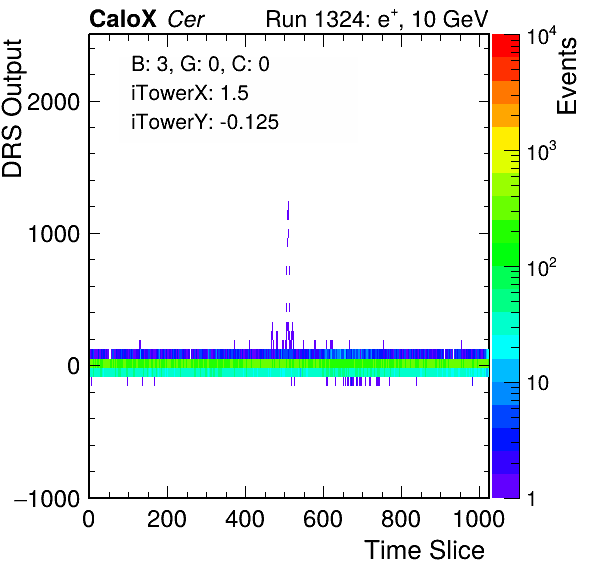 CaloX Cer
Run 1324: e+, 10 GeV
B: 3, G: 0, C: 0
iTowerX: 1.5
iTowerY: -0.125
DRS Output
2000
1000
0
−1000
0 200 400 600 800 1000
Time Slice
10^4
10^3
10^2
10
1
Events